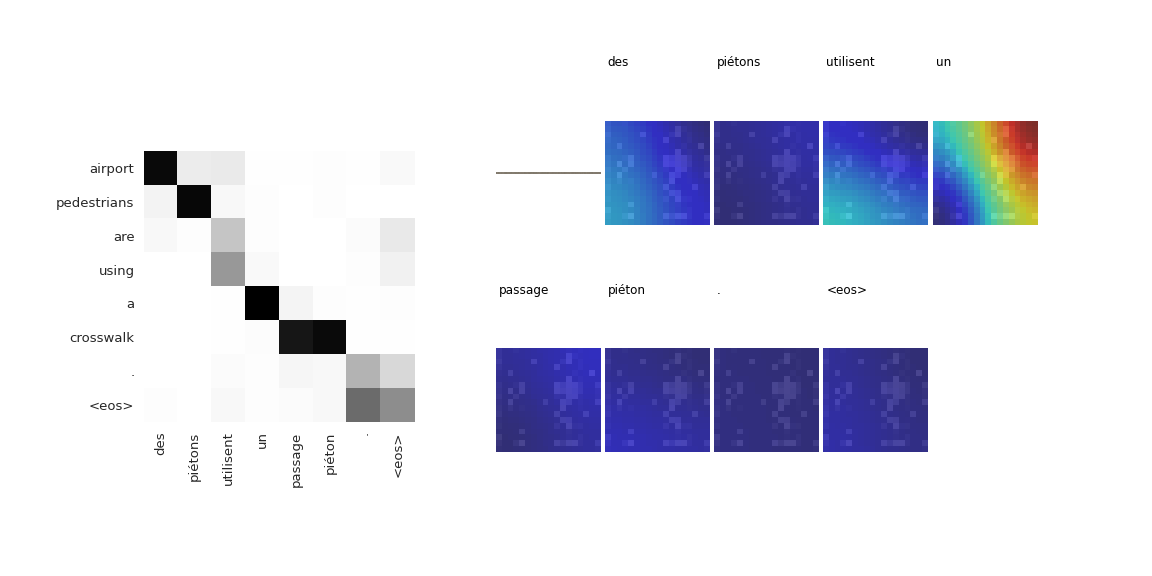 airport
pedestrians
are
using
a
crosswalk
.
<eos>
des
piétons
utilisent
un
passage
piéton
.
<eos>
des piétons utilisent un
passage piéton . <eos>